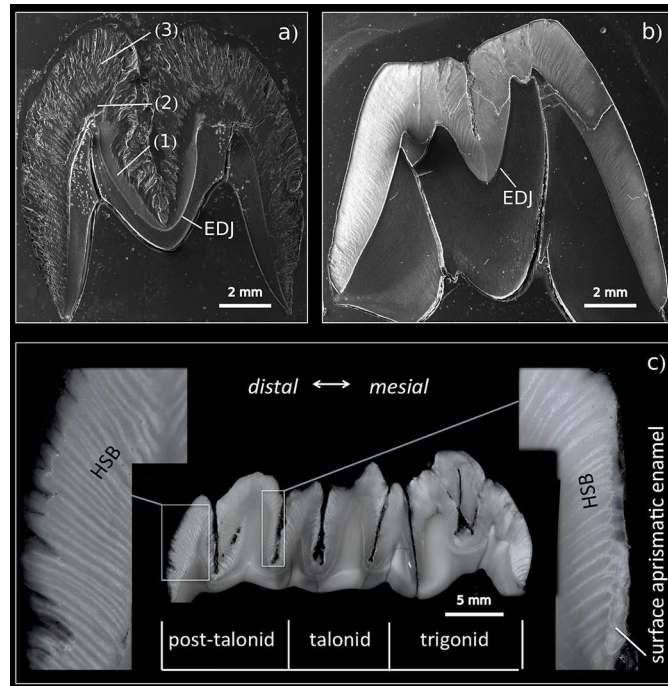 a)
(3)
(2)
(1)
EDJ
2 mm
b)
EDJ
2 mm
c)
distal ⟷ mesial
HSB
HSB
surface aprismatic enamel
5 mm
post-talonid
talonid
trigonid